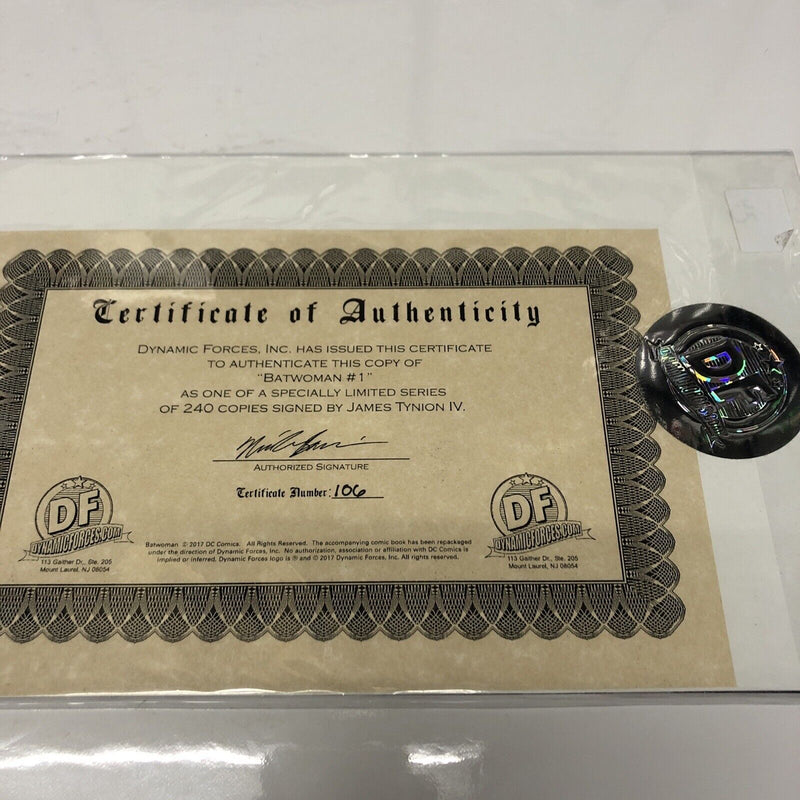 Certificate of Authenticity
DYNAMIC FORCES, INC. HAS ISSUED THIS CERTIFICATE
TO AUTHENTICATE THIS COPY OF
"BATWOMAN #1"
AS ONE OF A SPECIALLY LIMITED SERIES
OF 240 COPIES SIGNED BY JAMES TYNION IV.
AUTHORIZED SIGNATURE
Certificate Number: 106
DF
DYNAMICFORCES.COM
113 Gaither Dr., Ste. 205
Mount Laurel, NJ 08054
Batwoman © 2017 DC Comics. All Rights Reserved. The accompanying comic book has been repackaged
under the direction of Dynamic Forces, Inc. No authorization, association or affiliation with DC Comics is
implied or inferred. Dynamic Forces logo is ® and © 2017 Dynamic Forces, Inc. All rights reserved.
DF
DYNAMICFORCES.COM
113 Gaither Dr., Ste. 205
Mount Laurel, NJ 08054
DF